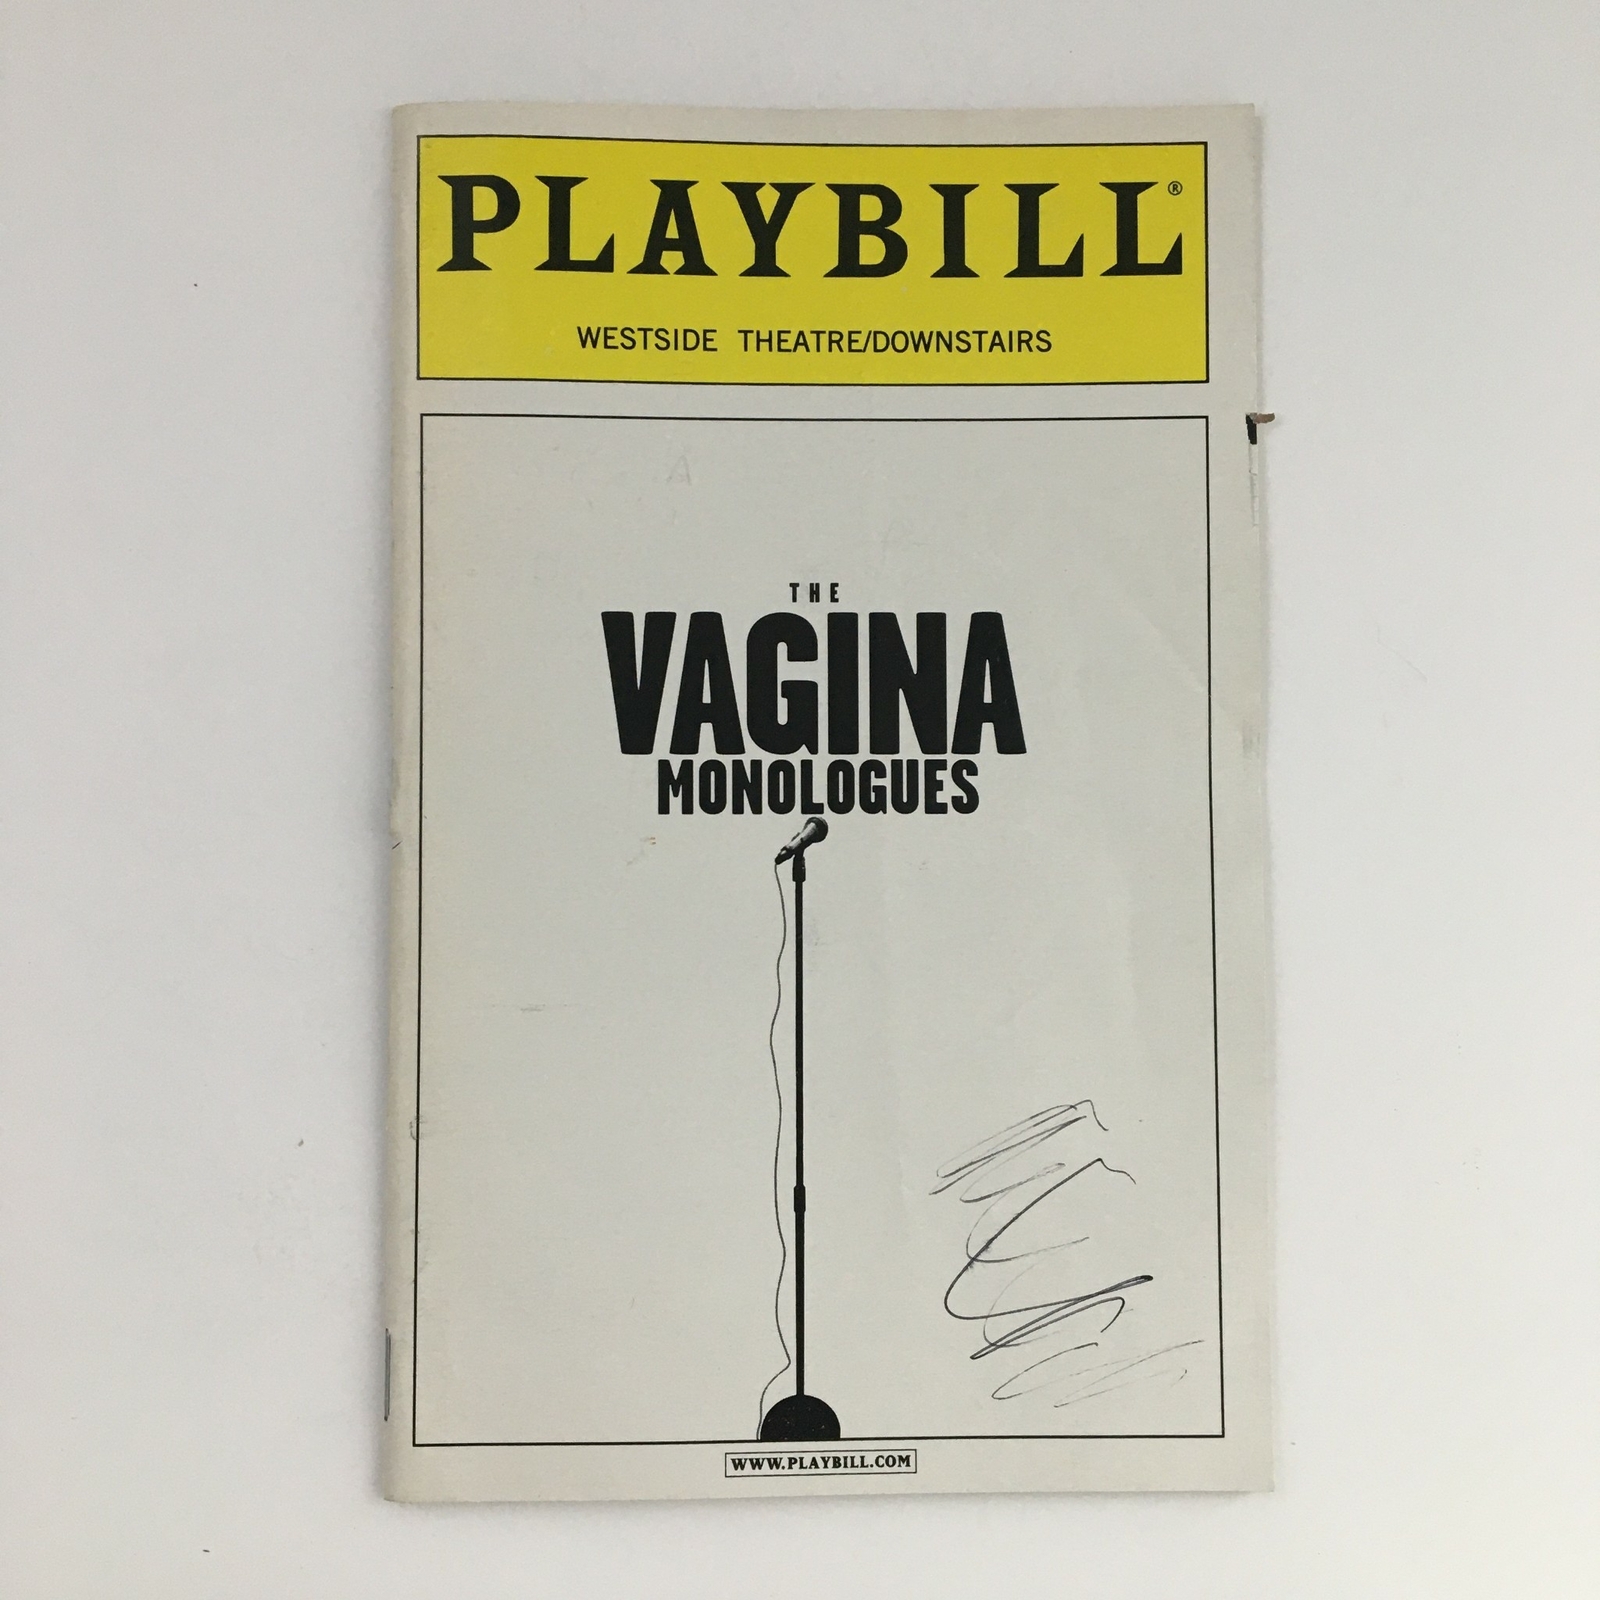 PLAYBILL®
WESTSIDE THEATRE/DOWNSTAIRS
THE
VAGINA
MONOLOGUES
WWW.PLAYBILL.COM